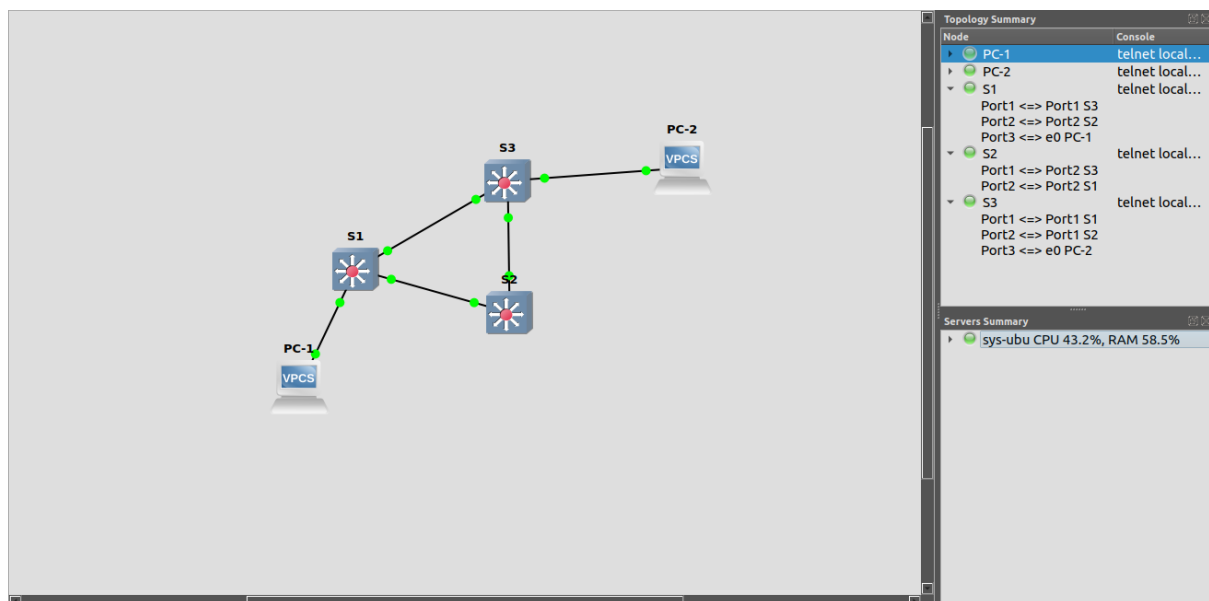 PC-2
VPCS
S3
S1
S2
PC-1
VPCS
Topology Summary
Node Console
PC-1 telnet local...
PC-2 telnet local...
S1 telnet local...
Port1 <=> Port1 S3
Port2 <=> Port2 S2
Port3 <=> e0 PC-1
S2 telnet local...
Port1 <=> Port2 S3
Port2 <=> Port2 S1
S3 telnet local...
Port1 <=> Port1 S1
Port2 <=> Port1 S2
Port3 <=> e0 PC-2
Servers Summary
sys-ubu CPU 43.2%, RAM 58.5%